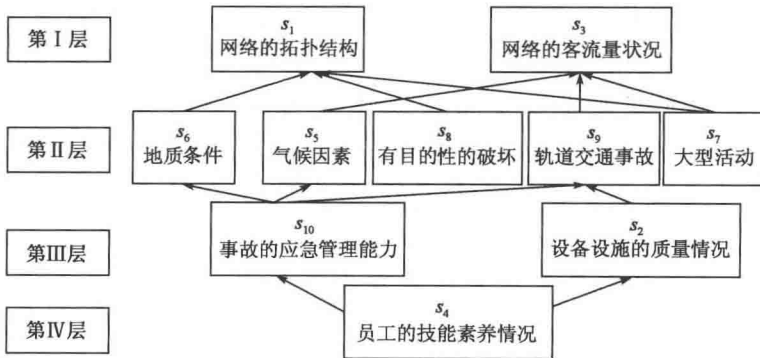 第Ⅰ层
s₁
网络的拓扑结构
s₃
网络的客流量状况
第Ⅱ层
s₆
地质条件
s₅
气候因素
s₈
有目的性的破坏
s₉
轨道交通事故
s₇
大型活动
第Ⅲ层
s₁₀
事故的应急管理能力
s₂
设备设施的质量情况
第Ⅳ层
s₄
员工的技能素养情况